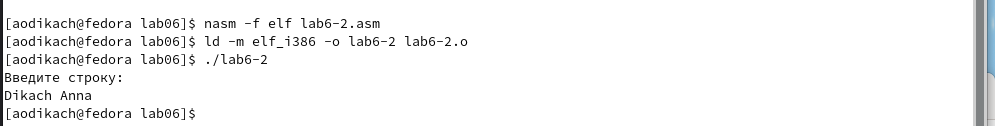 [aodikach@fedora lab06]$ nasm -f elf lab6-2.asm
[aodikach@fedora lab06]$ ld -m elf_i386 -o lab6-2 lab6-2.o
[aodikach@fedora lab06]$ ./lab6-2
Введите строку:
Dikach Anna
[aodikach@fedora lab06]$